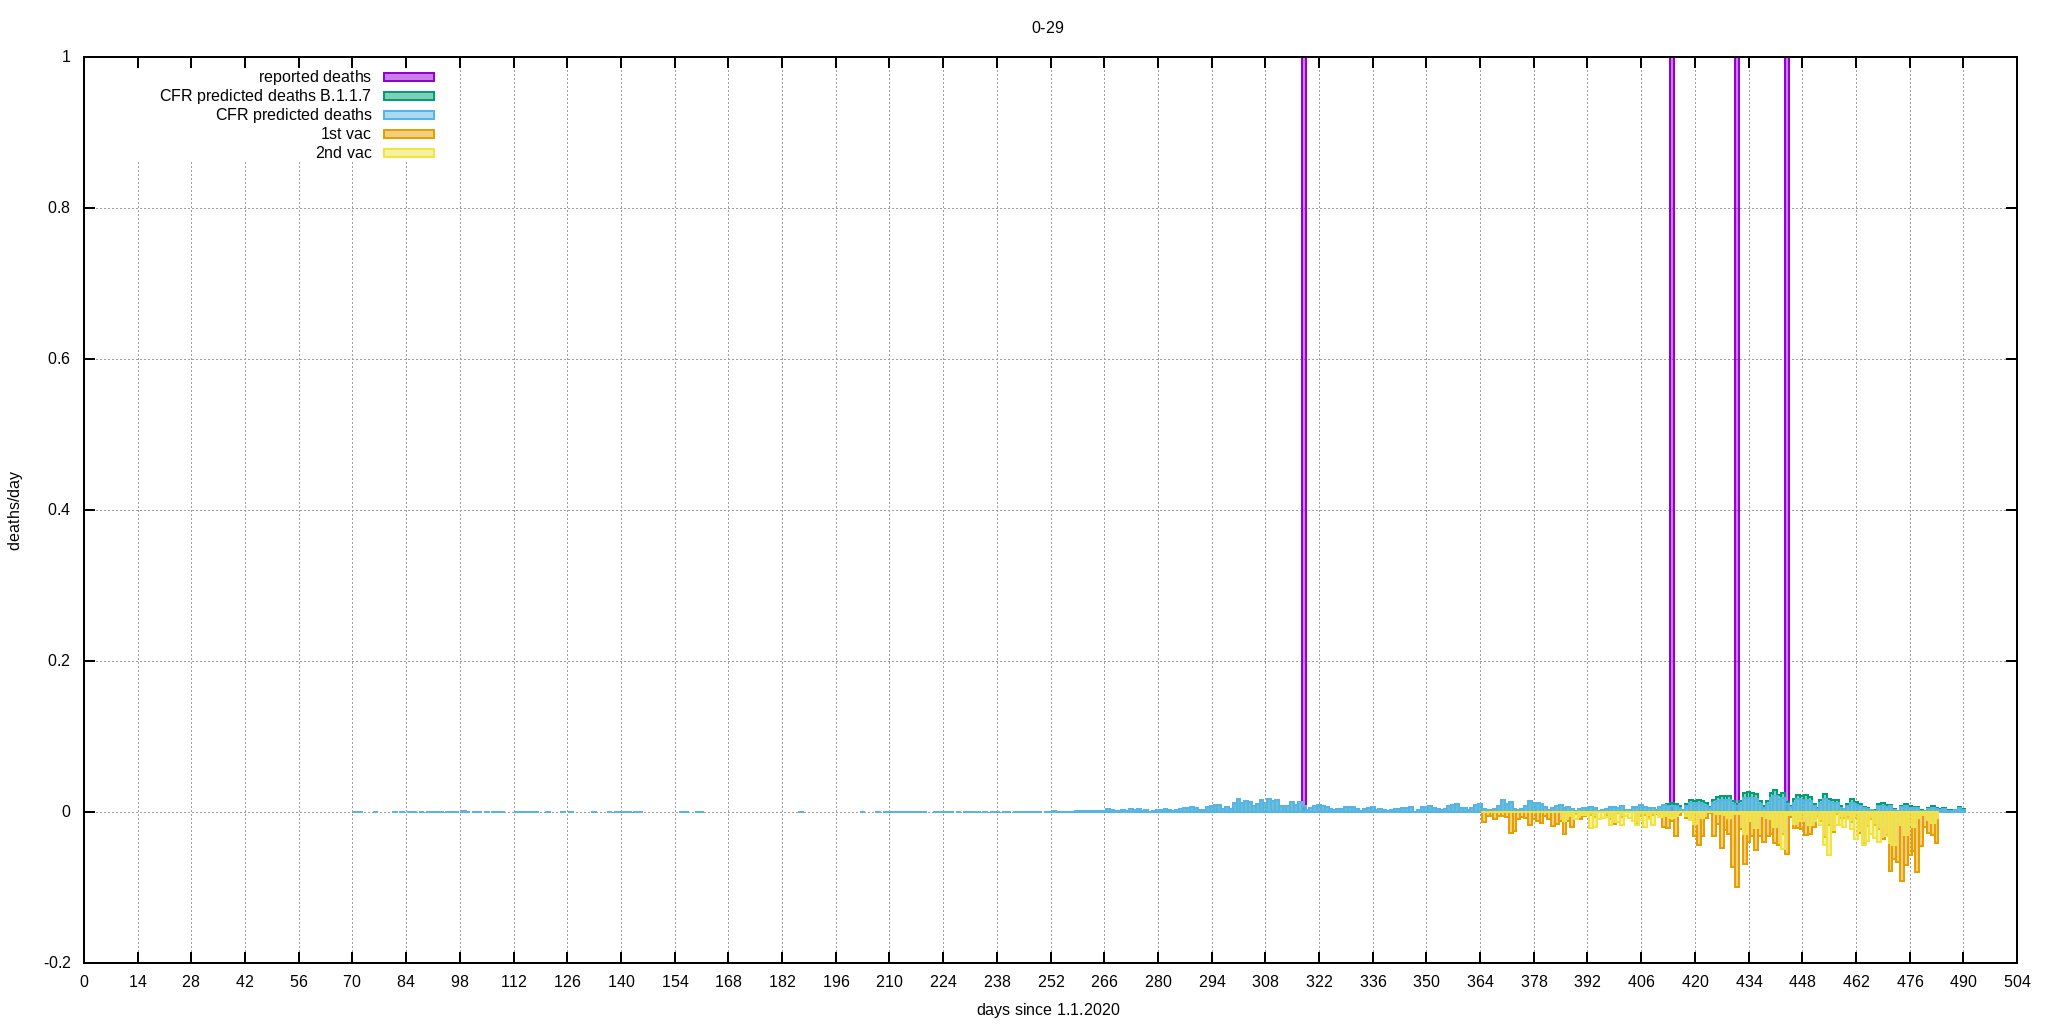 0-29
1
reported deaths
CFR predicted deaths B.1.1.7
CFR predicted deaths
1st vac
2nd vac
0.8
0.6
deaths/day
0.4
0.2
0
-0.2
0 14 28 42 56 70 84 98 112 126 140 154 168 182 196 210 224 238 252 266 280 294 308 322 336 350 364 378 392 406 420 434 448 462 476 490 504
days since 1.1.2020